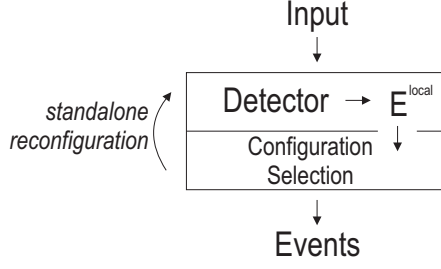 Input
Detector
E local
standalone
reconfiguration
Configuration
Selection
Events